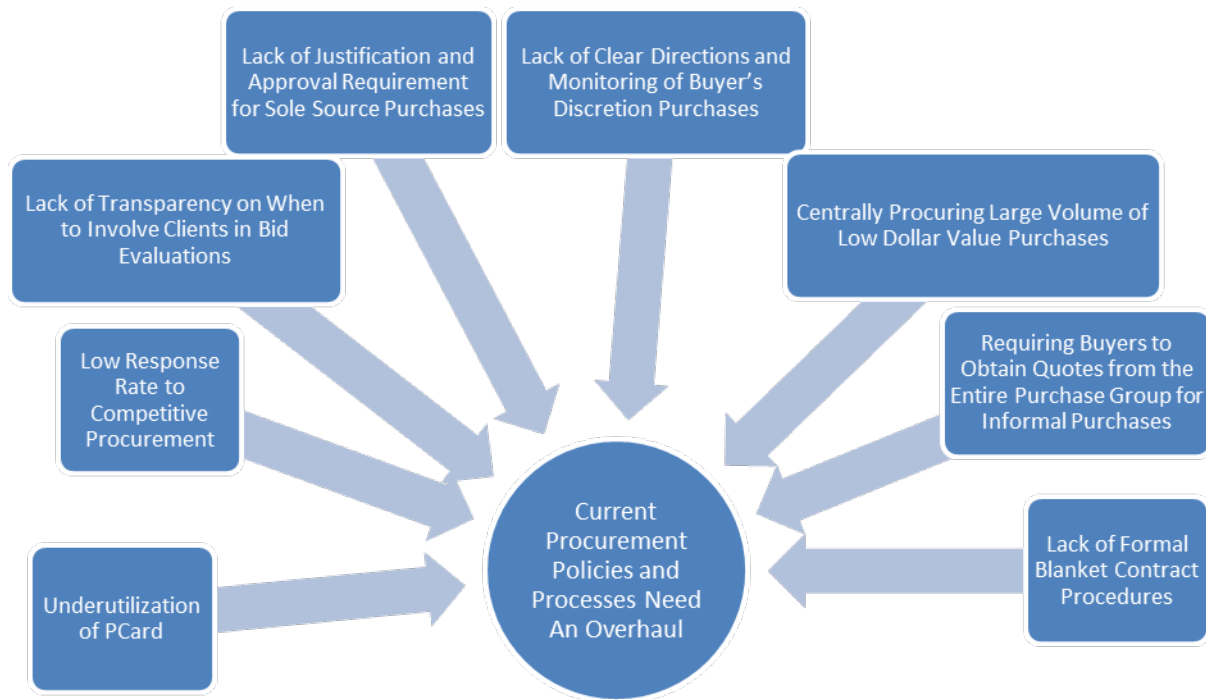 Lack of Justification and
Approval Requirement
for Sole Source Purchases
Lack of Clear Directions and
Monitoring of Buyer's
Discretion Purchases
Lack of Transparency on When
to Involve Clients in Bid
Evaluations
Centrally Procuring Large Volume of
Low Dollar Value Purchases
Low Response
Rate to
Competitive
Procurement
Requiring Buyers to
Obtain Quotes from the
Entire Purchase Group for
Informal Purchases
Underutilization
of PCard
Current
Procurement
Policies and
Processes Need
An Overhaul
Lack of Formal
Blanket Contract
Procedures